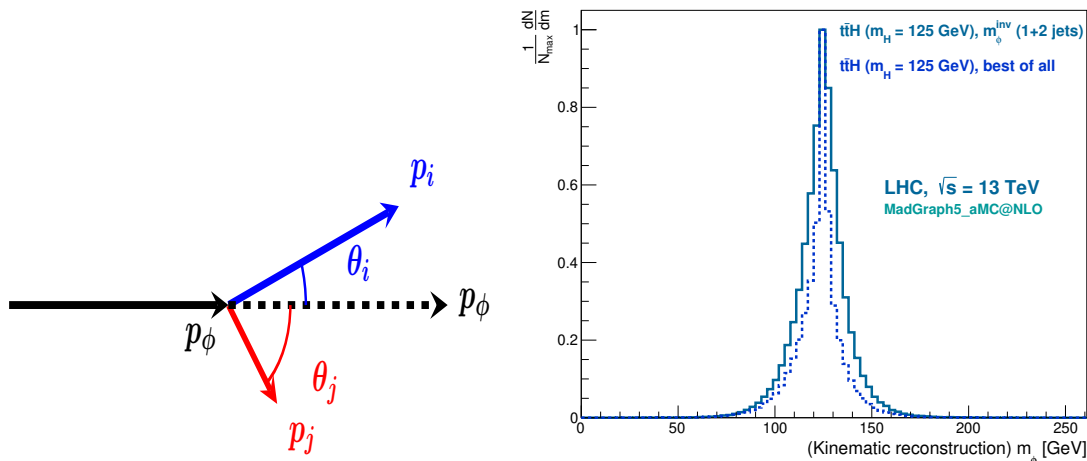 p_i
θ_i
p_ϕ
p_ϕ
θ_j
p_j
1/N_max dN/dm
tt̄H (m_H = 125 GeV), m_ϕ^inv (1+2 jets)
tt̄H (m_H = 125 GeV), best of all
LHC, √s = 13 TeV
MadGraph5_aMC@NLO
1
0.8
0.6
0.4
0.2
0
0 50 100 150 200 250
(Kinematic reconstruction) m_ϕ [GeV]